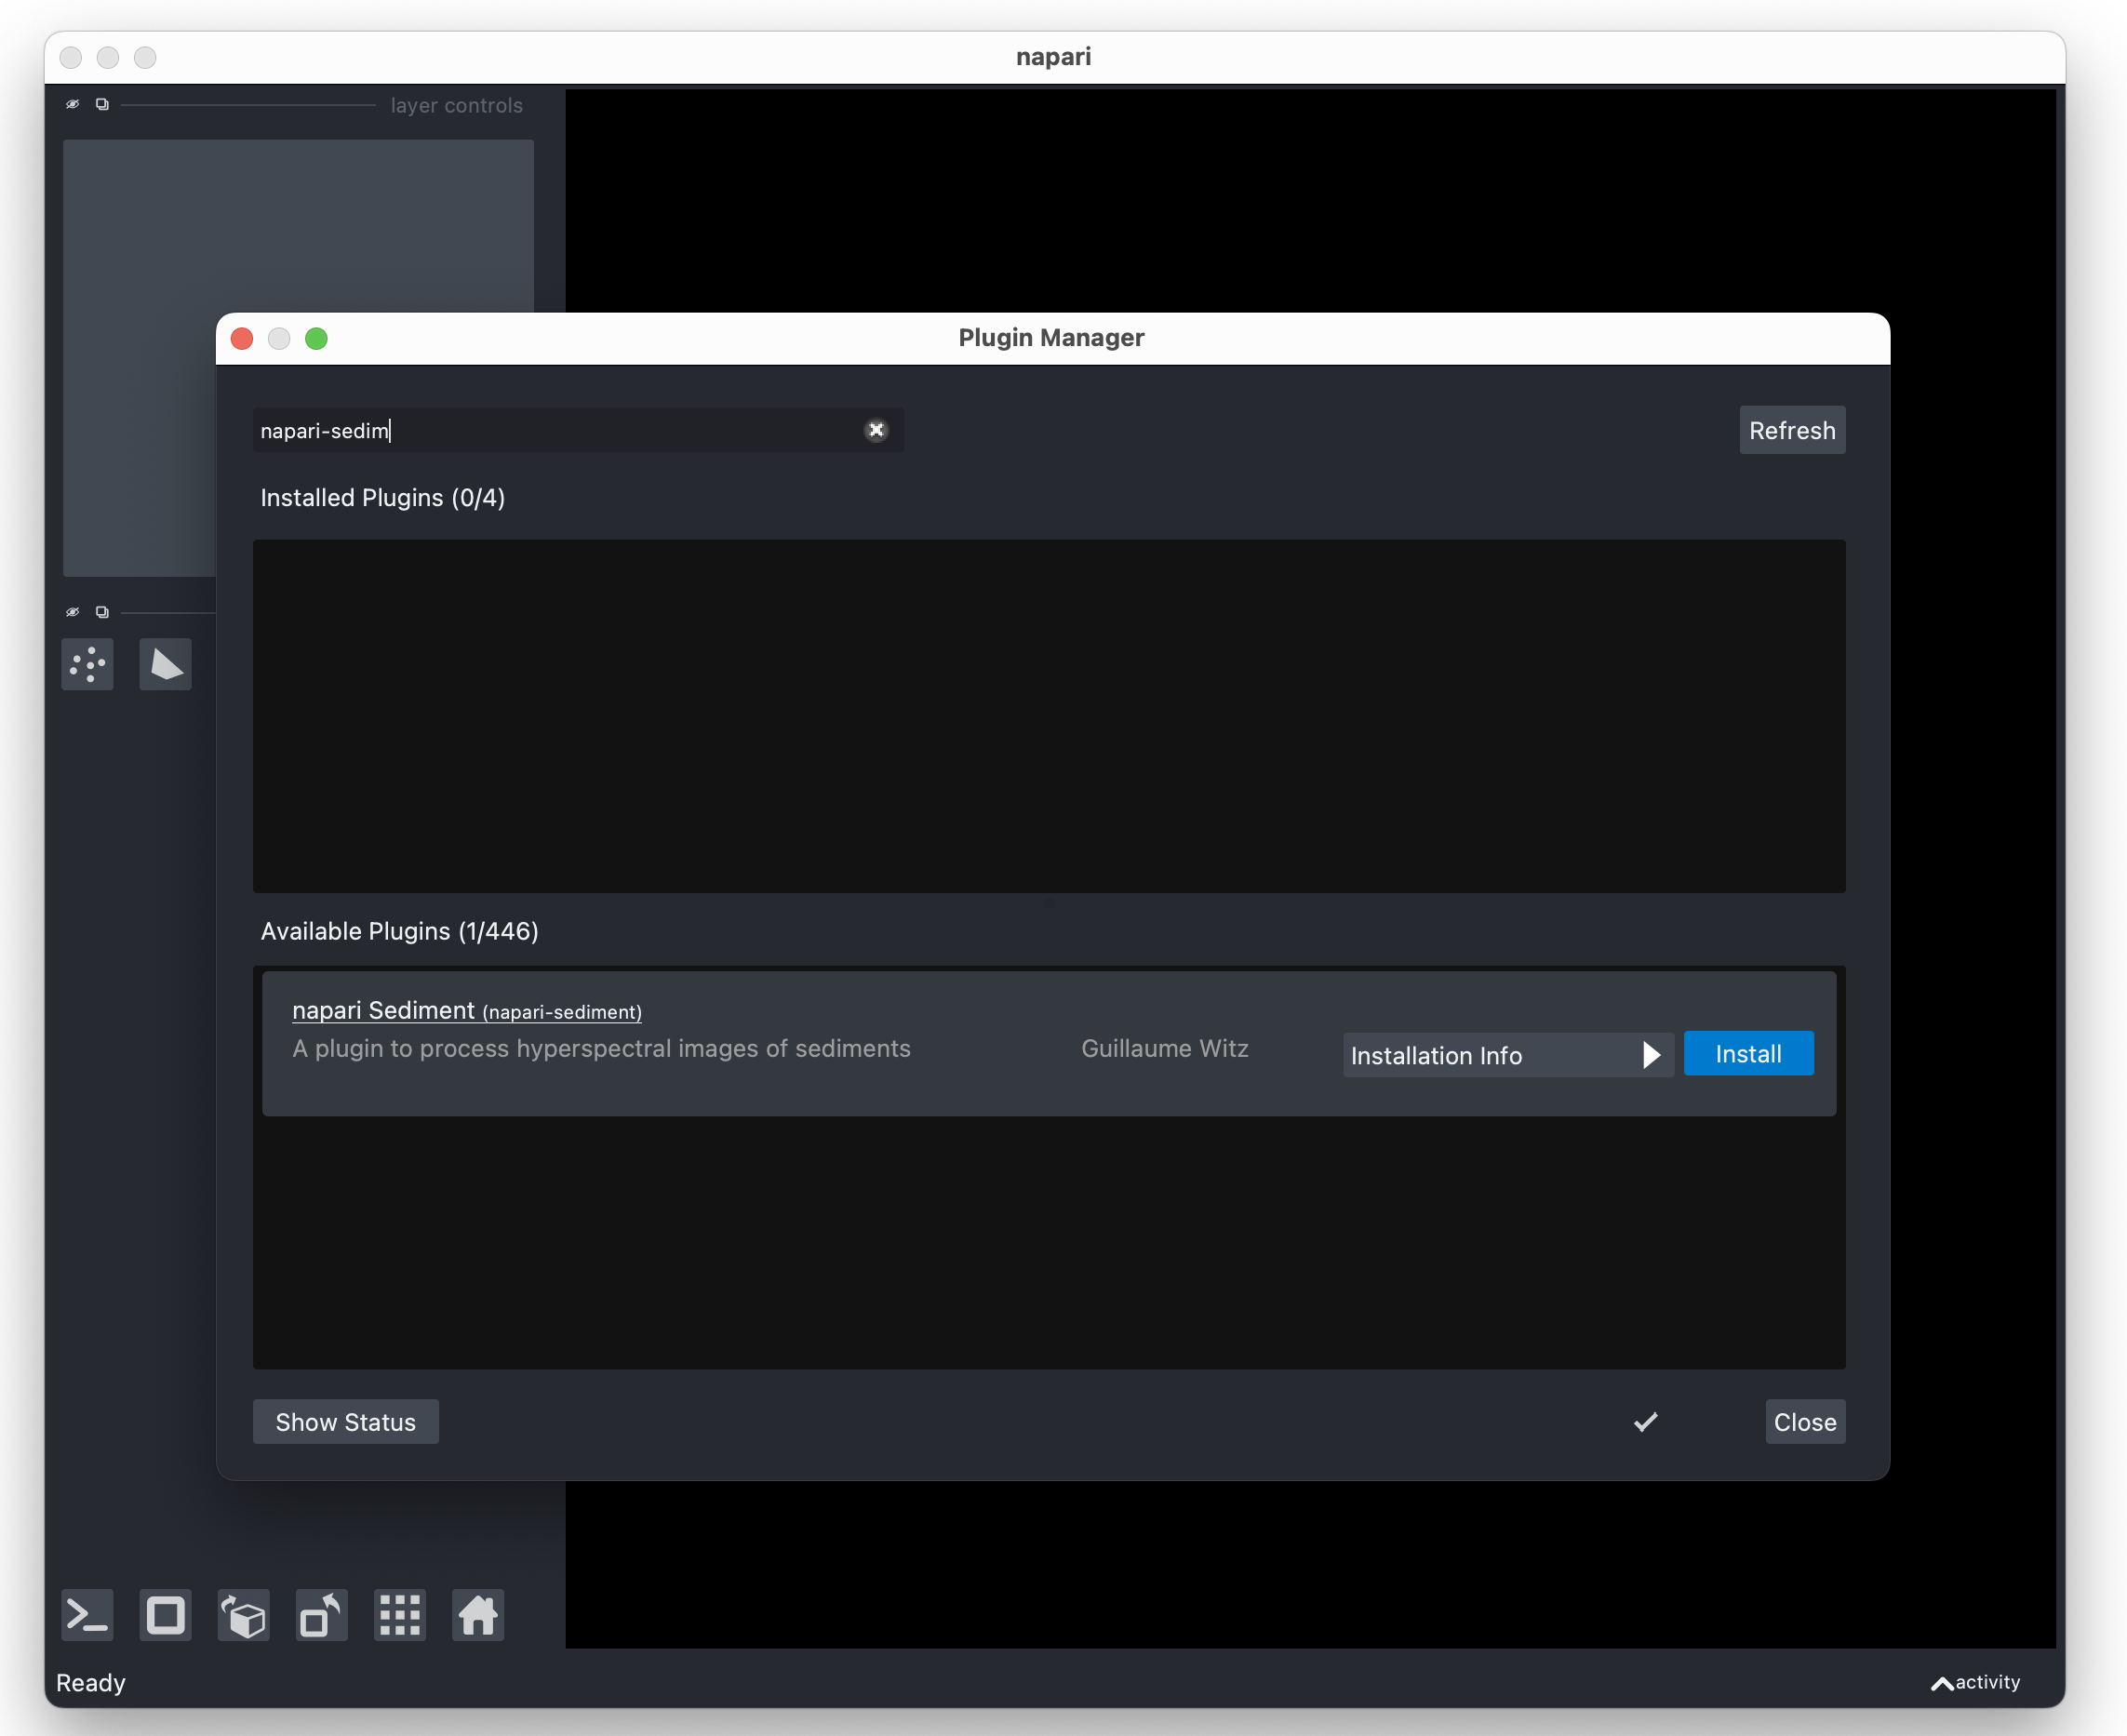 napari
layer controls
Plugin Manager
napari-sedim
Refresh
Installed Plugins (0/4)
Available Plugins (1/446)
napari Sediment (napari-sediment)
A plugin to process hyperspectral images of sediments
Guillaume Witz
Installation Info
Install
Show Status
Close
Ready
activity